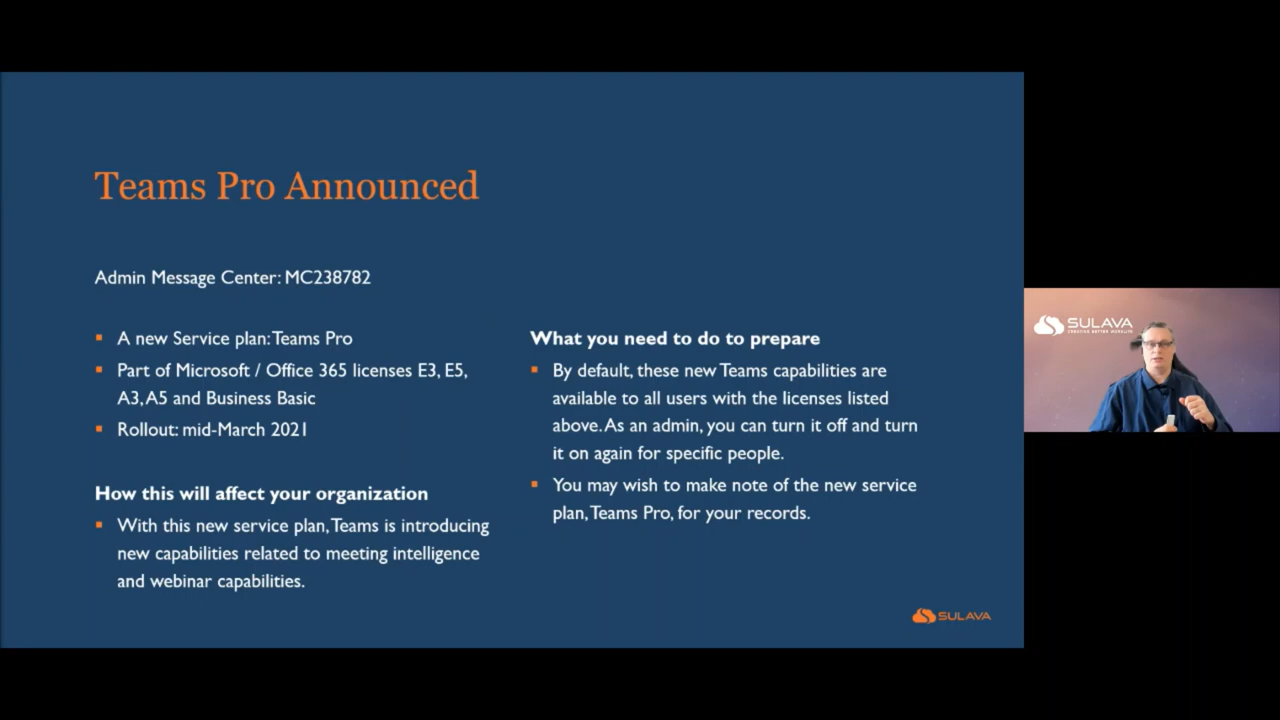 Teams Pro Announced
Admin Message Center: MC238782
▪ A new Service plan: Teams Pro
▪ Part of Microsoft / Office 365 licenses E3, E5,
A3, A5 and Business Basic
▪ Rollout: mid-March 2021
How this will affect your organization
▪ With this new service plan, Teams is introducing
new capabilities related to meeting intelligence
and webinar capabilities.
What you need to do to prepare
▪ By default, these new Teams capabilities are
available to all users with the licenses listed
above. As an admin, you can turn it off and turn
it on again for specific people.
▪ You may wish to make note of the new service
plan, Teams Pro, for your records.
SULAVA
SULAVA